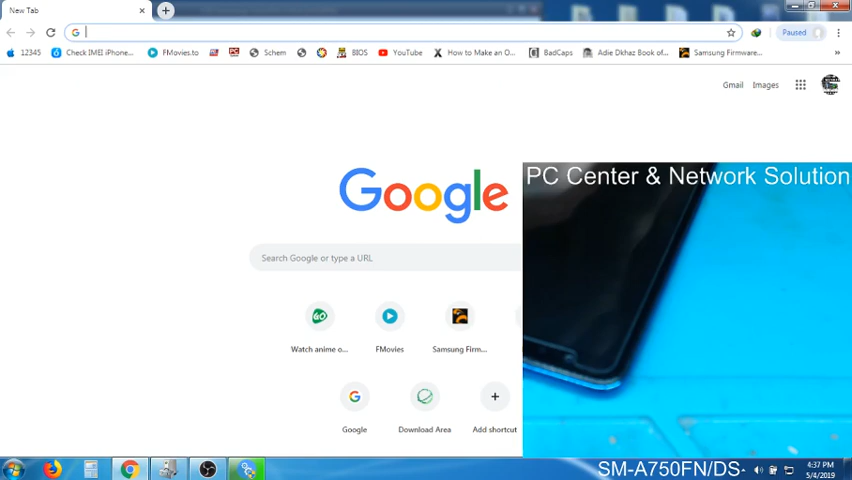 New Tab
Paused
12345
Check IMEI iPhone...
FMovies.to
PC
Schem
BIOS
YouTube
How to Make an O...
BadCaps
Adie Dkhaz Book of...
Samsung Firmware...
Gmail
Images
Google
PC Center & Network Solution
Search Google or type a URL
Watch anime o...
FMovies
Samsung Firm...
Google
Download Area
Add shortcut
SM-A750FN/DS
4:37 PM
5/4/2019